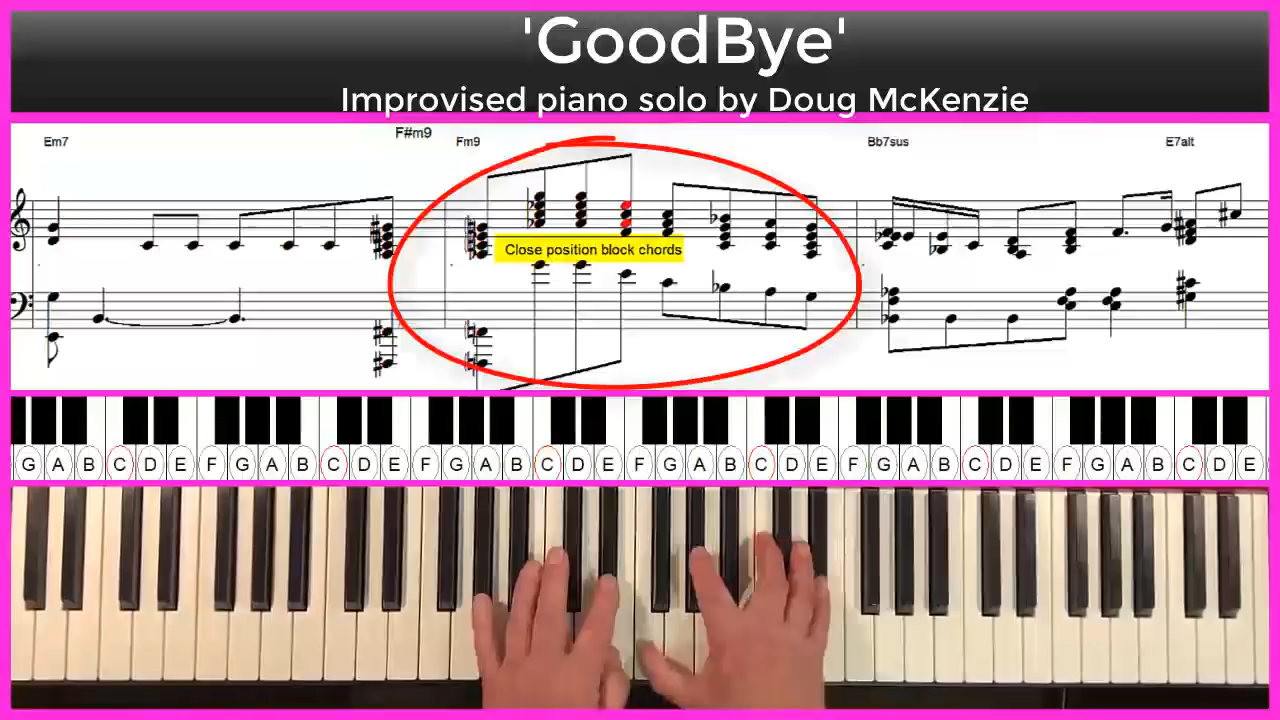 'GoodBye'
Improvised piano solo by Doug McKenzie
Em7 F#m9 Fm9 Bb7sus E7alt
Close position block chords
G A B C D E F G A B C D E F G A B C D E F G A B C D E F G A B C D E F G A B C D E